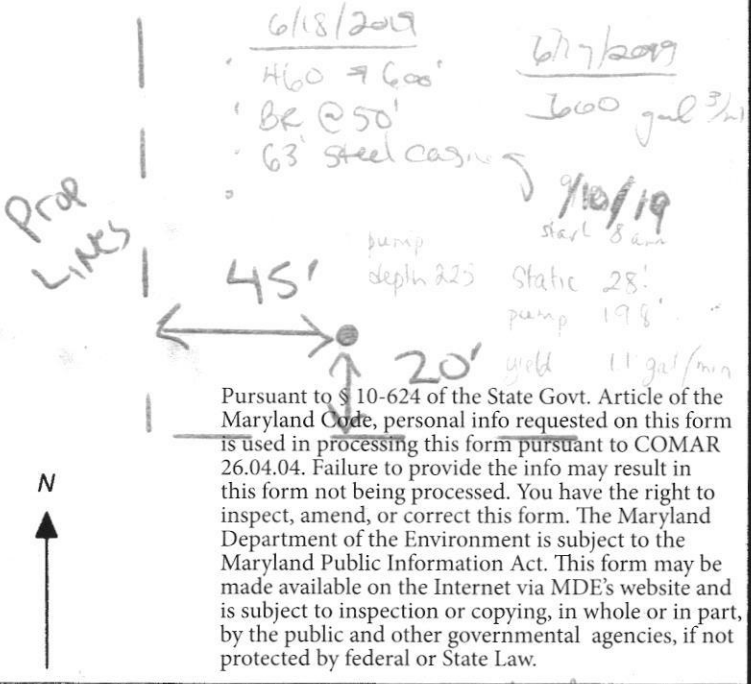 6/18/2019
460 → 600'
BR @ 50'
63' Steel casing
6/17/2019
gal
9/10/19
start 8 am
Prop
LINES
45'
pump
depth 225
Static 28'
pump 198'
20'
yield 11 gal/min
Pursuant to § 10-624 of the State Govt. Article of the
Maryland Code, personal info requested on this form
is used in processing this form pursuant to COMAR
26.04.04. Failure to provide the info may result in
this form not being processed. You have the right to
inspect, amend, or correct this form. The Maryland
Department of the Environment is subject to the
Maryland Public Information Act. This form may be
made available on the Internet via MDE's website and
is subject to inspection or copying, in whole or in part,
by the public and other governmental agencies, if not
protected by federal or State Law.
N